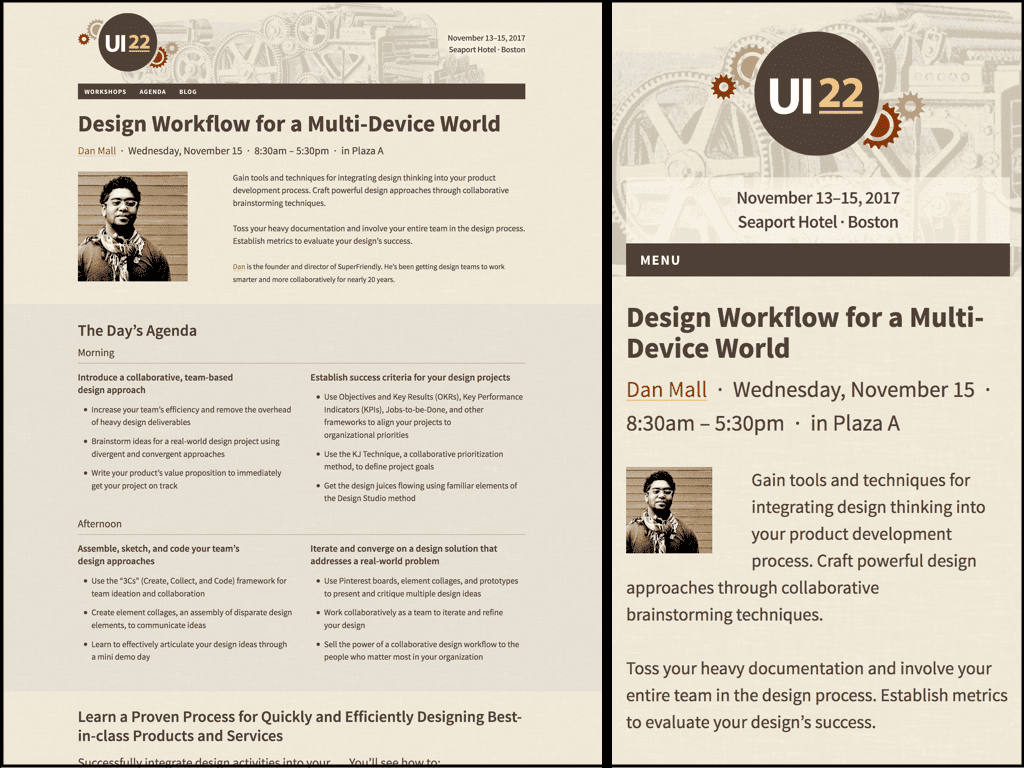 UI22
November 13–15, 2017
Seaport Hotel · Boston
WORKSHOPS AGENDA BLOG
Design Workflow for a Multi-Device World
Dan Mall · Wednesday, November 15 · 8:30am – 5:30pm · in Plaza A
Gain tools and techniques for integrating design thinking into your product
development process. Craft powerful design approaches through collaborative
brainstorming techniques.
Toss your heavy documentation and involve your entire team in the design process.
Establish metrics to evaluate your design’s success.
Dan is the founder and director of SuperFriendly. He’s been getting design teams to work
smarter and more collaboratively for nearly 20 years.
The Day’s Agenda
Morning
Introduce a collaborative, team-based
design approach
• Increase your team’s efficiency and remove the overhead
of heavy design deliverables
• Brainstorm ideas for a real-world design project using
divergent and convergent approaches
• Write your product’s value proposition to immediately
get your project on track
Establish success criteria for your design projects
• Use Objectives and Key Results (OKRs), Key Performance
Indicators (KPIs), Jobs-to-be-Done, and other
frameworks to align your projects to
organizational priorities
• Use the KJ Technique, a collaborative prioritization
method, to define project goals
• Get the design juices flowing using familiar elements of
the Design Studio method
Afternoon
Assemble, sketch, and code your team’s
design approaches
• Use the “3Cs” (Create, Collect, and Code) framework for
team ideation and collaboration
• Create element collages, an assembly of disparate design
elements, to communicate ideas
• Learn to effectively articulate your design ideas through
a mini demo day
Iterate and converge on a design solution that
addresses a real-world problem
• Use Pinterest boards, element collages, and prototypes
to present and critique multiple design ideas
• Work collaboratively as a team to iterate and refine
your design
• Sell the power of a collaborative design workflow to the
people who matter most in your organization
Learn a Proven Process for Quickly and Efficiently Designing Best-
in-class Products and Services
Successfully integrate design activities into your
You’ll see how to:
UI22
November 13–15, 2017
Seaport Hotel · Boston
MENU
Design Workflow for a Multi-
Device World
Dan Mall · Wednesday, November 15 ·
8:30am – 5:30pm · in Plaza A
Gain tools and techniques for
integrating design thinking into
your product development
process. Craft powerful design
approaches through collaborative
brainstorming techniques.
Toss your heavy documentation and involve your
entire team in the design process. Establish metrics
to evaluate your design’s success.